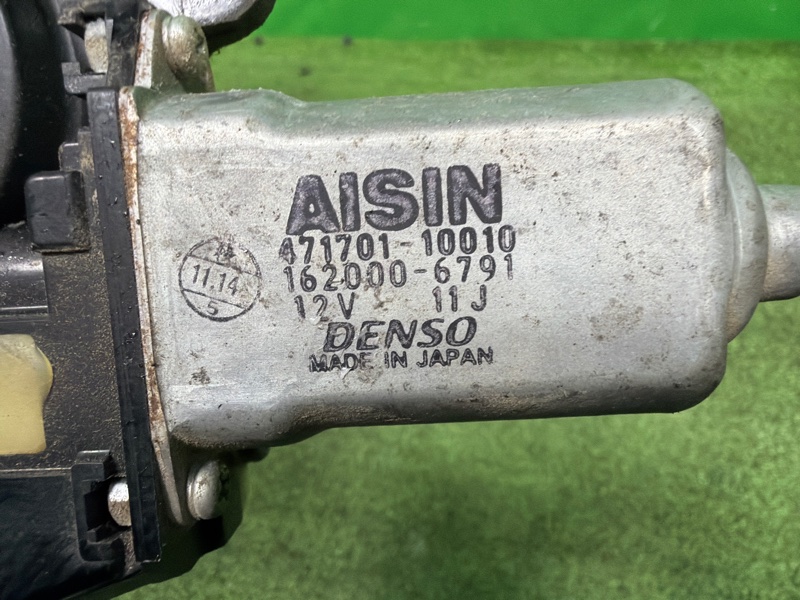 AISIN
471701-10010
162000-6791
12V 11J
DENSO
MADE IN JAPAN
11.14
5